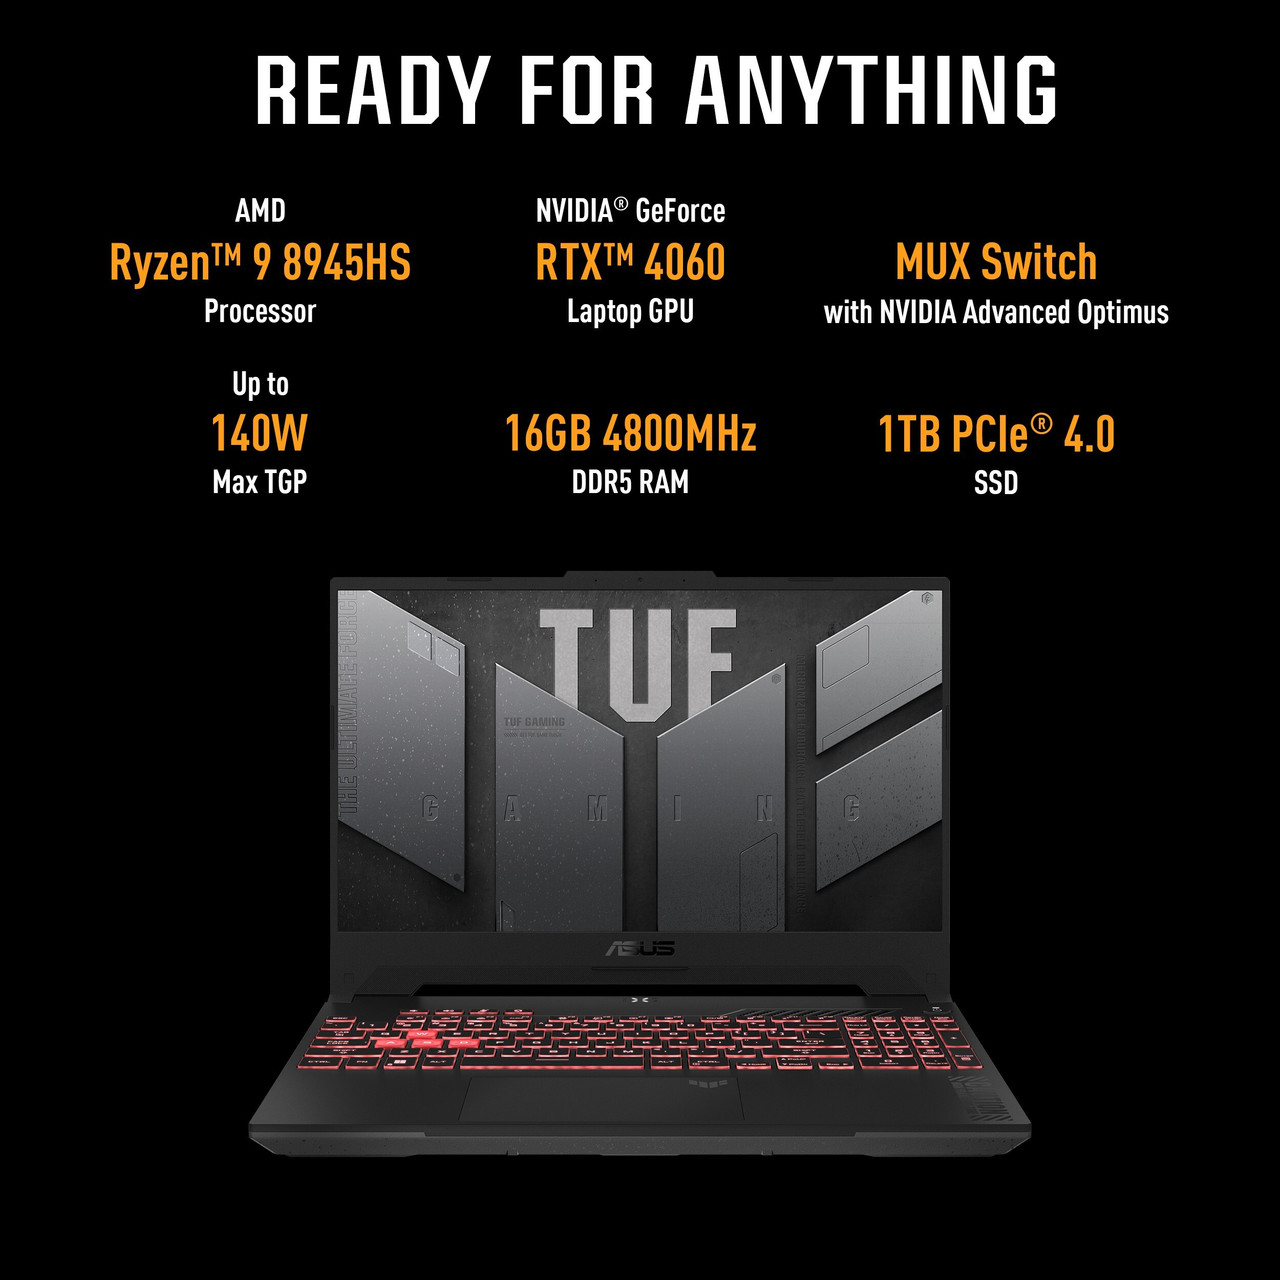 READY FOR ANYTHING
AMD
Ryzen™ 9 8945HS
Processor
NVIDIA® GeForce
RTX™ 4060
Laptop GPU
MUX Switch
with NVIDIA Advanced Optimus
Up to
140W
Max TGP
16GB 4800MHz
DDR5 RAM
1TB PCIe® 4.0
SSD
THE ULTIMATE FORCE
TUF
TUF GAMING
GAMING
ASUS